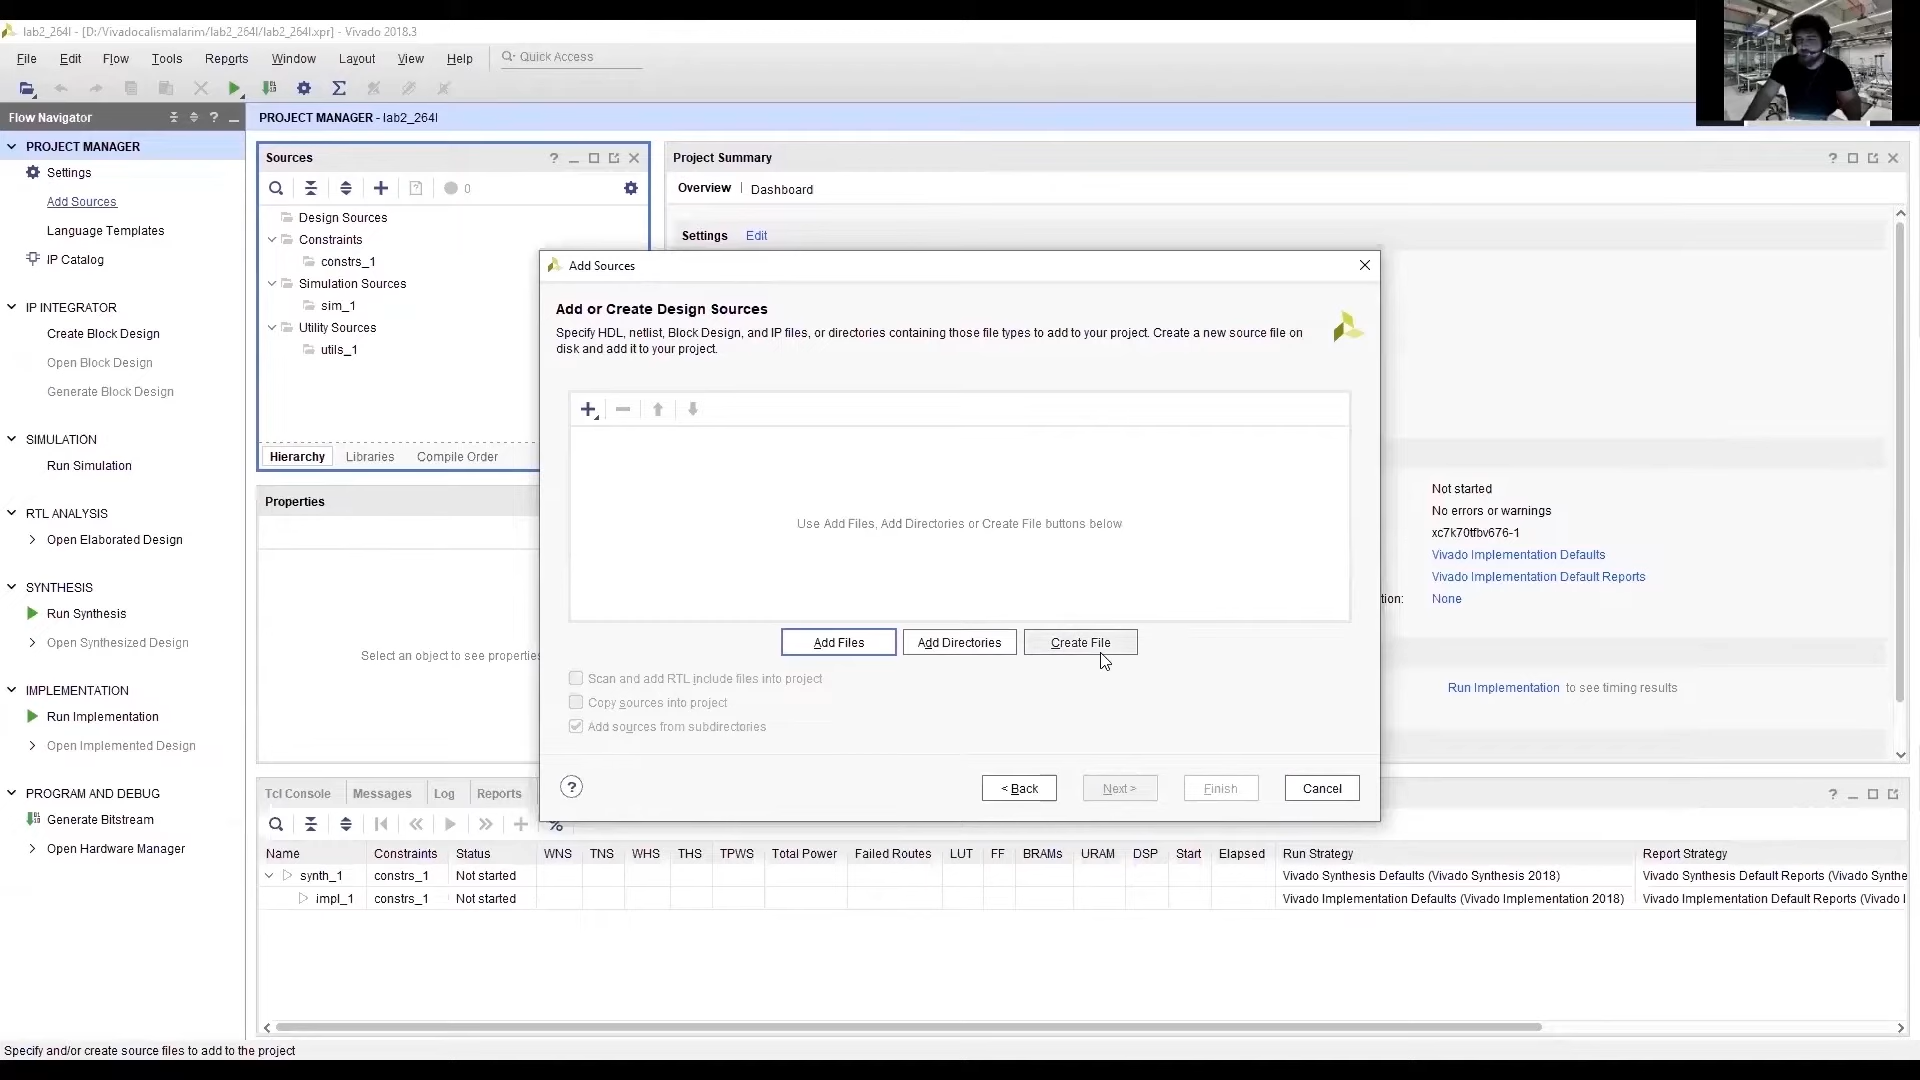 lab2_264l - [D:/Vivadocalismalarim/lab2_264l/lab2_264l.xpr] - Vivado 2018.3
File Edit Flow Tools Reports Window Layout View Help Quick Access
Flow Navigator
PROJECT MANAGER - lab2_264l
PROJECT MANAGER
Settings
Add Sources
Language Templates
IP Catalog
IP INTEGRATOR
Create Block Design
Open Block Design
Generate Block Design
SIMULATION
Run Simulation
RTL ANALYSIS
Open Elaborated Design
SYNTHESIS
Run Synthesis
Open Synthesized Design
IMPLEMENTATION
Run Implementation
Open Implemented Design
PROGRAM AND DEBUG
Generate Bitstream
Open Hardware Manager
Sources
0
Design Sources
Constraints
constrs_1
Simulation Sources
sim_1
Utility Sources
utils_1
Hierarchy Libraries Compile Order
Properties
Select an object to see properties
Project Summary
Overview Dashboard
Settings Edit
Not started
No errors or warnings
xc7k70tfbv676-1
Vivado Implementation Defaults
Vivado Implementation Default Reports
tion: None
Run Implementation to see timing results
Add Sources
Add or Create Design Sources
Specify HDL, netlist, Block Design, and IP files, or directories containing those file types to add to your project. Create a new source file on
disk and add it to your project.
Use Add Files, Add Directories or Create File buttons below
Add Files Add Directories Create File
Scan and add RTL include files into project
Copy sources into project
Add sources from subdirectories
< Back Next > Finish Cancel
Tcl Console Messages Log Reports
Name Constraints Status WNS TNS WHS THS TPWS Total Power Failed Routes LUT FF BRAMs URAM DSP Start Elapsed Run Strategy Report Strategy
synth_1 constrs_1 Not started Vivado Synthesis Defaults (Vivado Synthesis 2018) Vivado Synthesis Default Reports (Vivado Synthe
impl_1 constrs_1 Not started Vivado Implementation Defaults (Vivado Implementation 2018) Vivado Implementation Default Reports (Vivado I
Specify and/or create source files to add to the project